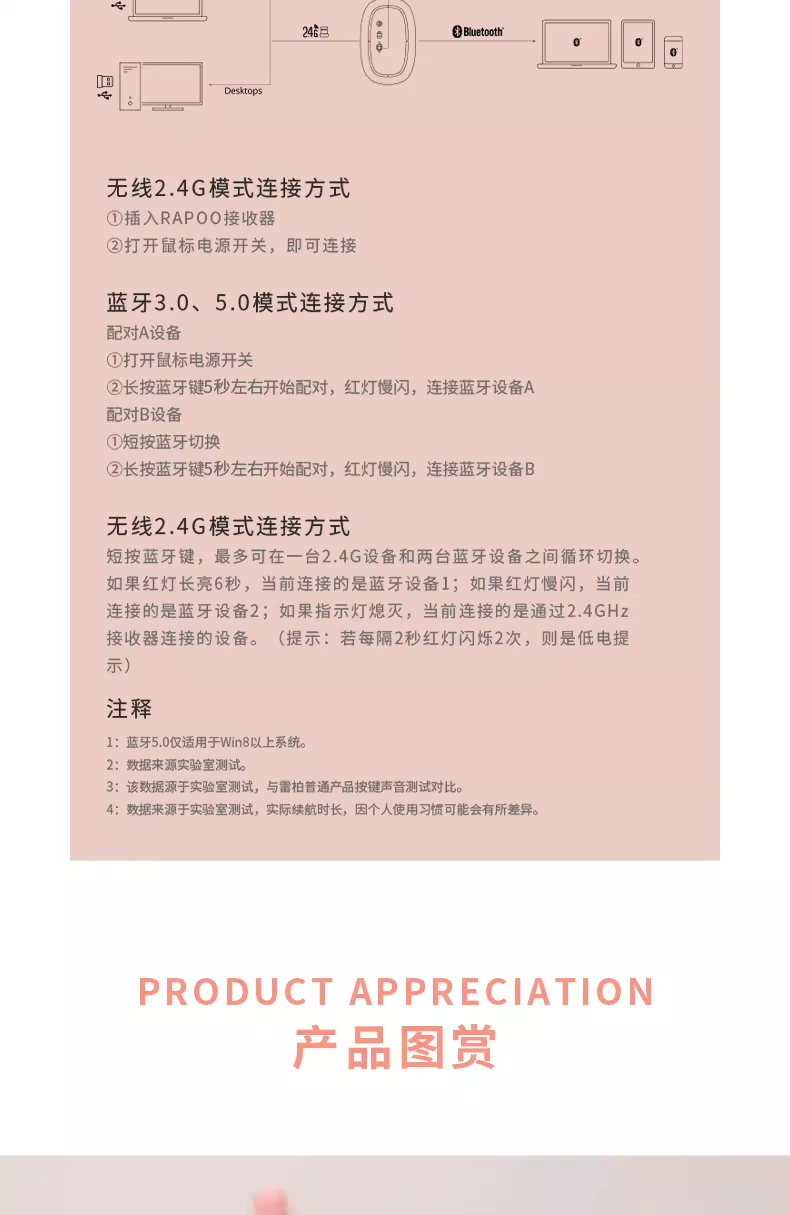 2.4G
Bluetooth
Desktops
无线2.4G模式连接方式
①插入RAPOO接收器
②打开鼠标电源开关，即可连接
蓝牙3.0、5.0模式连接方式
配对A设备
①打开鼠标电源开关
②长按蓝牙键5秒左右开始配对，红灯慢闪，连接蓝牙设备A
配对B设备
①短按蓝牙切换
②长按蓝牙键5秒左右开始配对，红灯慢闪，连接蓝牙设备B
无线2.4G模式连接方式
短按蓝牙键，最多可在一台2.4G设备和两台蓝牙设备之间循环切换。
如果红灯长亮6秒，当前连接的是蓝牙设备1；如果红灯慢闪，当前
连接的是蓝牙设备2；如果指示灯熄灭，当前连接的是通过2.4GHz
接收器连接的设备。（提示：若每隔2秒红灯闪烁2次，则是低电提
示）
注释
1：蓝牙5.0仅适用于Win8以上系统。
2：数据来源实验室测试。
3：该数据源于实验室测试，与雷柏普通产品按键声音测试对比。
4：数据来源于实验室测试，实际续航时长，因个人使用习惯可能会有所差异。
PRODUCT APPRECIATION
产品图赏